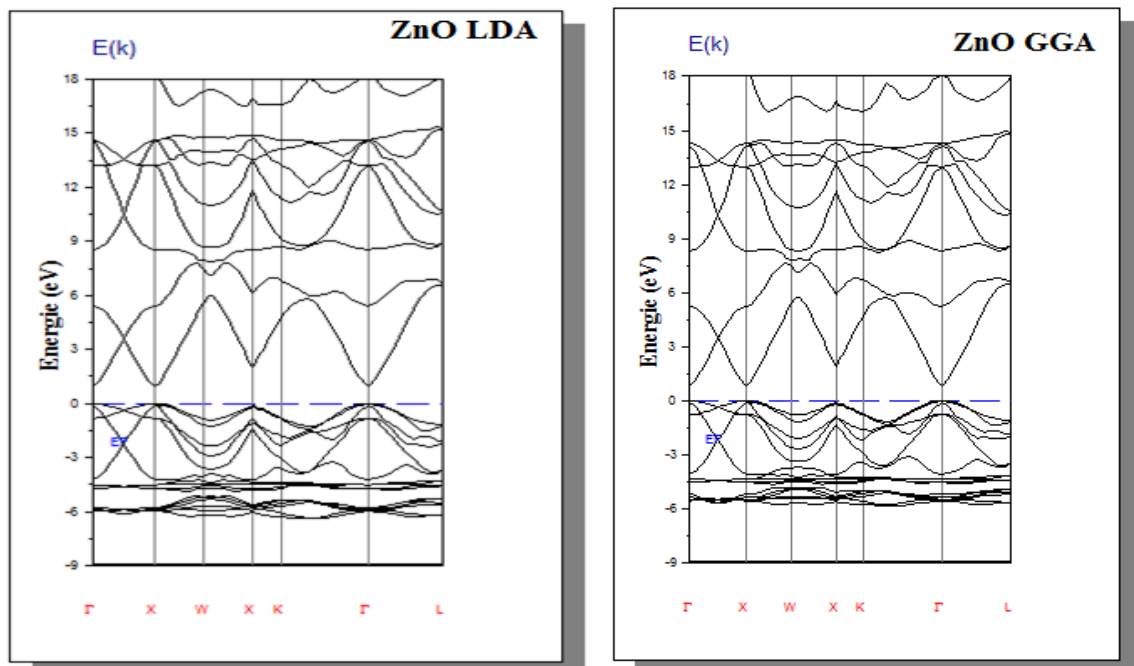 ZnO LDA
E(k)
18
15
12
9
6
3
0
-3
-6
-9
Energie (eV)
EF
Γ X W X K Γ L
ZnO GGA
E(k)
18
15
12
9
6
3
0
-3
-6
-9
Energie (eV)
EF
Γ X W X K Γ L